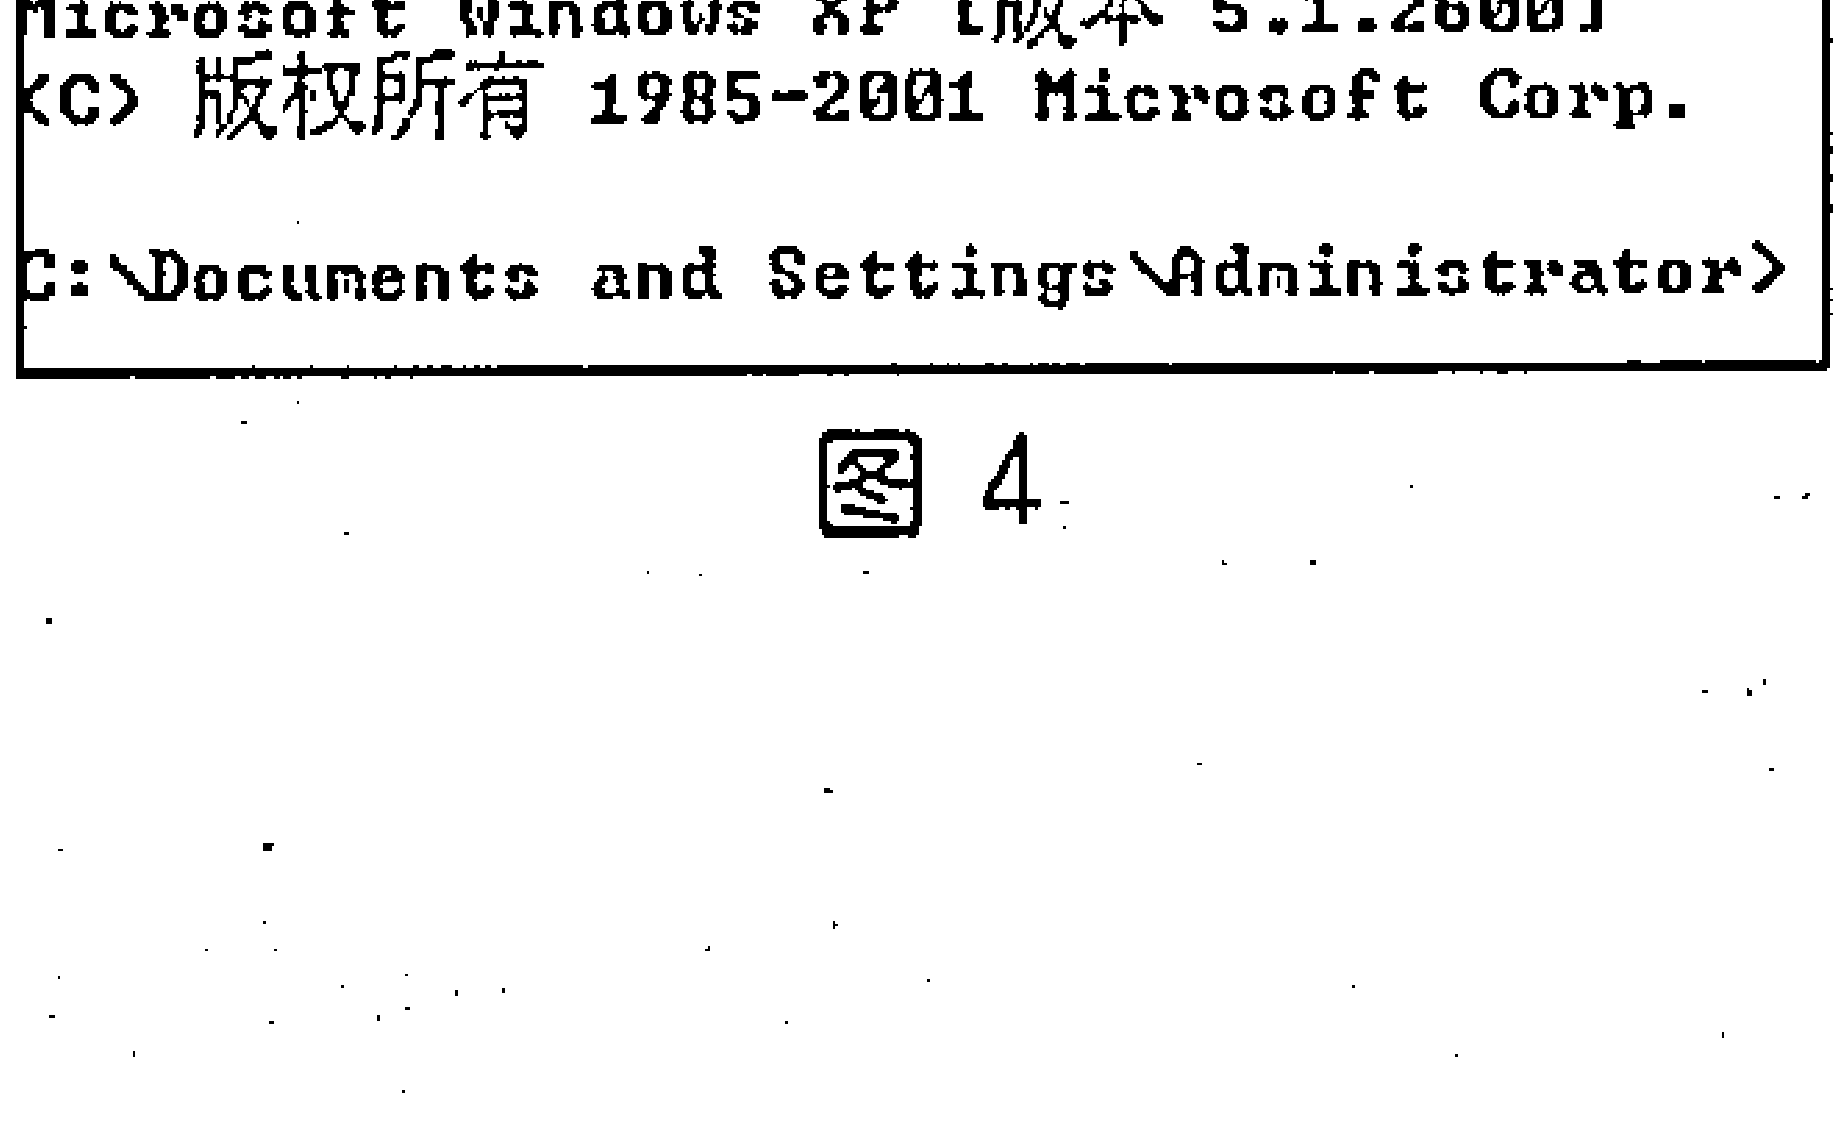 Microsoft Windows XP [版本 5.1.2600]
(C) 版权所有 1985-2001 Microsoft Corp.
C:\Documents and Settings\Administrator>
图 4